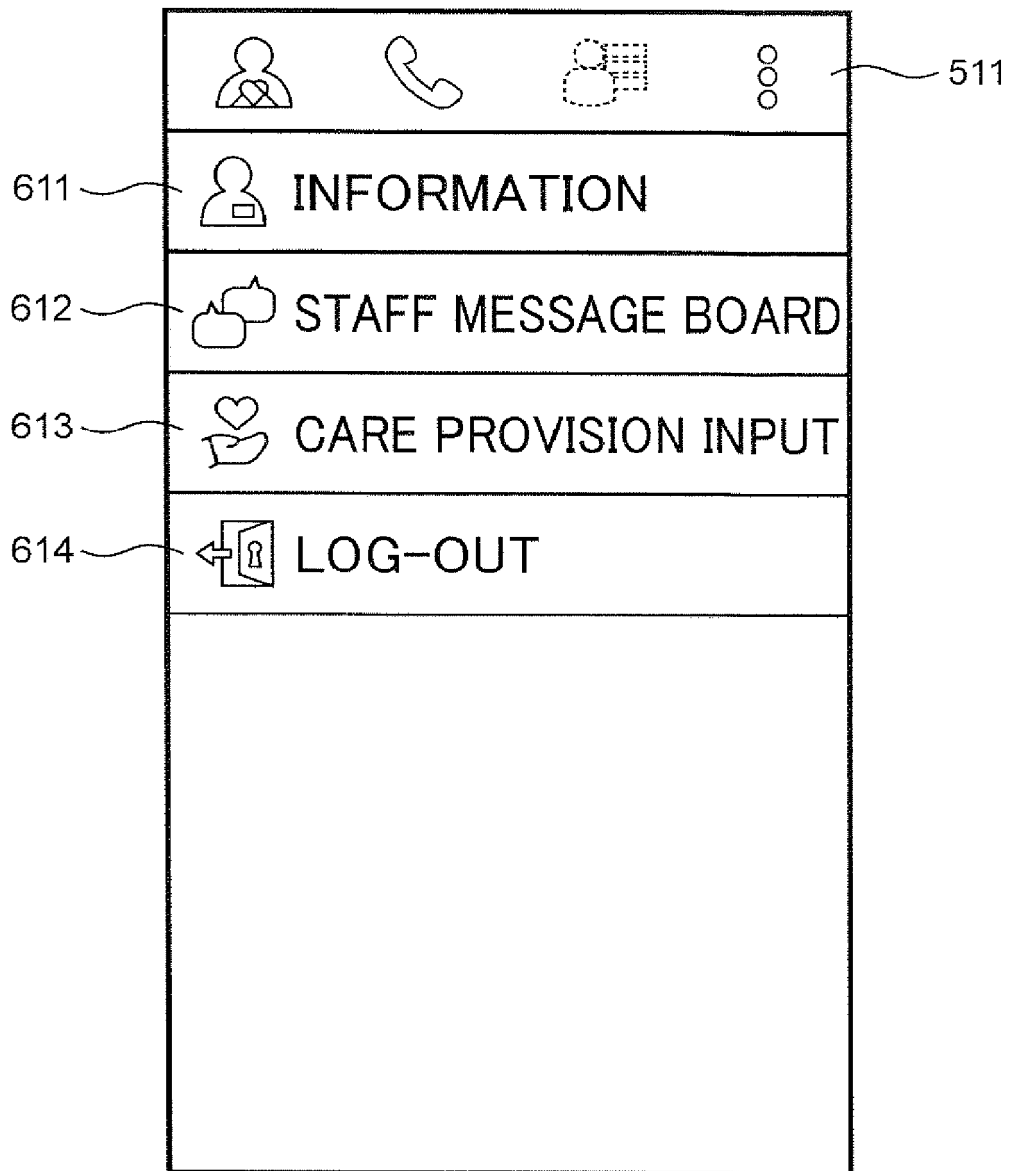 511
611 INFORMATION
612 STAFF MESSAGE BOARD
613 CARE PROVISION INPUT
614 LOG-OUT